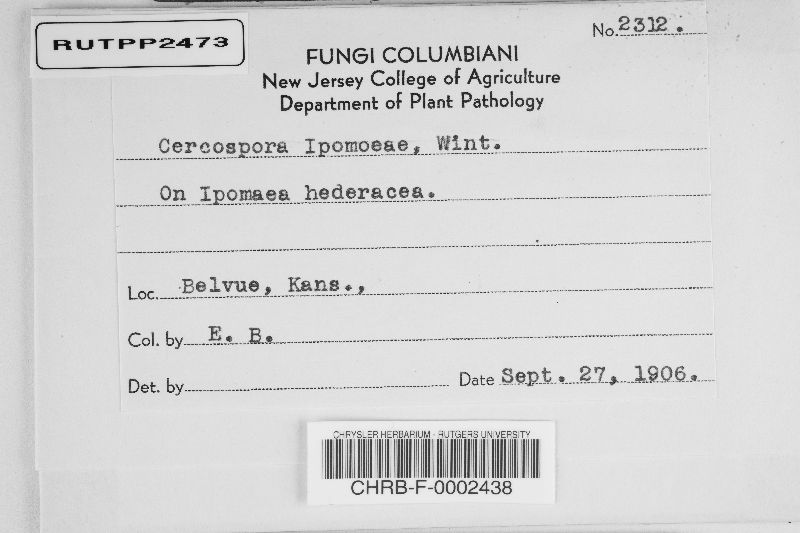 RUTPP2473
No. 2312.
FUNGI COLUMBIANI
New Jersey College of Agriculture
Department of Plant Pathology
Cercospora Ipomoeae, Wint.
On Ipomaea hederacea.
Loc. Belvue, Kans.,
Col. by E. B.
Det. by
Date Sept. 27, 1906.
CHRYSLER HERBARIUM - RUTGERS UNIVERSITY
CHRB-F-0002438